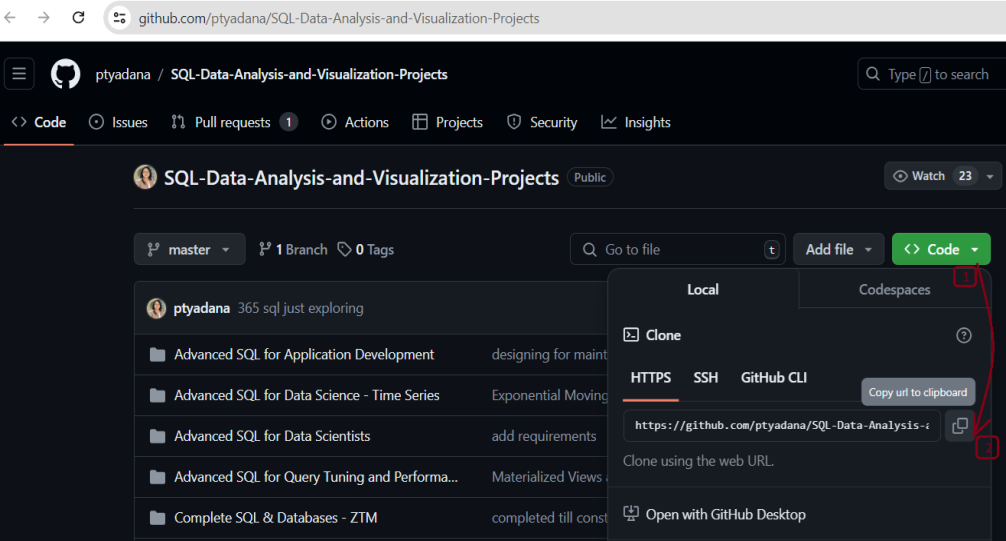 github.com/ptyadana/SQL-Data-Analysis-and-Visualization-Projects
ptyadana / SQL-Data-Analysis-and-Visualization-Projects
Type / to search
Code Issues Pull requests 1 Actions Projects Security Insights
SQL-Data-Analysis-and-Visualization-Projects Public
Watch 23
master 1 Branch 0 Tags
Go to file t
Add file
Code
1
Local Codespaces
ptyadana 365 sql just exploring
Clone
Advanced SQL for Application Development designing for maint
HTTPS SSH GitHub CLI
Copy url to clipboard
Advanced SQL for Data Science - Time Series Exponential Moving
https://github.com/ptyadana/SQL-Data-Analysis-a
Advanced SQL for Data Scientists add requirements
2
Clone using the web URL.
Advanced SQL for Query Tuning and Performa... Materialized Views
Open with GitHub Desktop
Complete SQL & Databases - ZTM completed till const